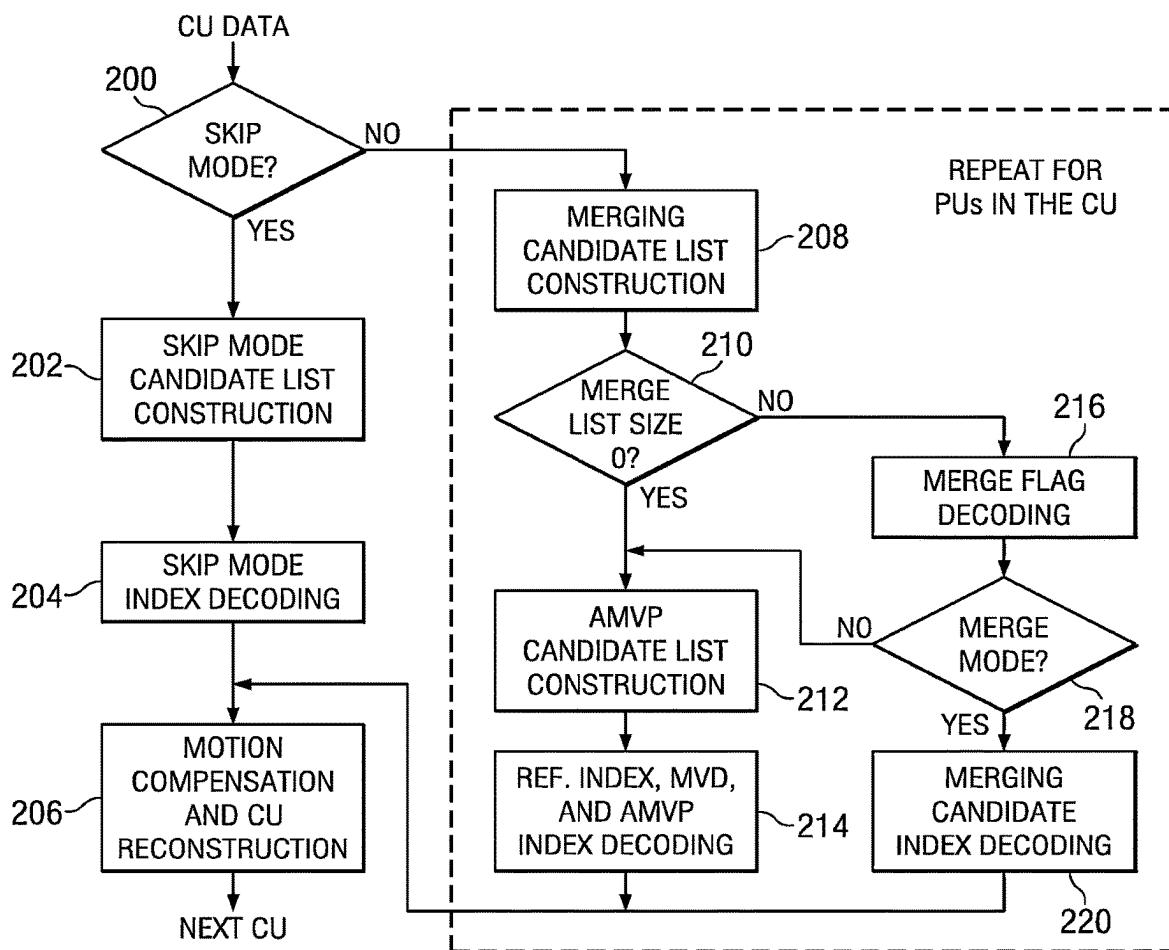 CU DATA
200
SKIP
MODE?
NO
YES
202
SKIP MODE
CANDIDATE LIST
CONSTRUCTION
204
SKIP MODE
INDEX DECODING
206
MOTION
COMPENSATION
AND CU
RECONSTRUCTION
NEXT CU
REPEAT FOR
PUs IN THE CU
MERGING
CANDIDATE LIST
CONSTRUCTION
208
210
MERGE
LIST SIZE
0?
NO
YES
216
MERGE FLAG
DECODING
AMVP
CANDIDATE LIST
CONSTRUCTION
212
NO
MERGE
MODE?
218
YES
REF. INDEX, MVD,
AND AMVP
INDEX DECODING
214
MERGING
CANDIDATE
INDEX DECODING
220